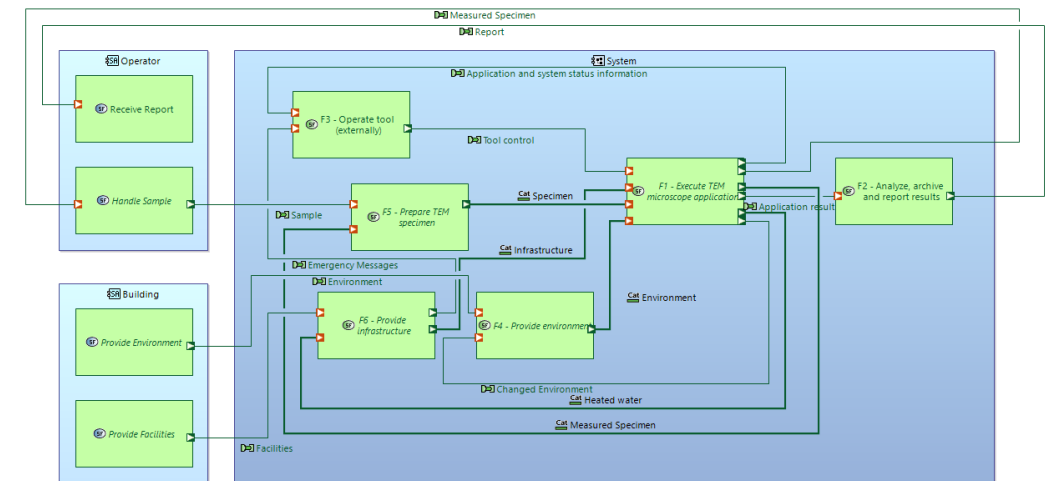 Measured Specimen
Report
Operator
System
Application and system status information
Receive Report
F3 - Operate tool
(externally)
Tool control
Handle Sample
F5 - Prepare TEM
specimen
Specimen
F1 - Execute TEM
microscope application
F2 - Analyze, archive
and report results
Application result
Sample
Infrastructure
Emergency Messages
Environment
Building
Environment
Provide Environment
F6 - Provide
infrastructure
F4 - Provide environment
Changed Environment
Heated water
Measured Specimen
Provide Facilities
Facilities